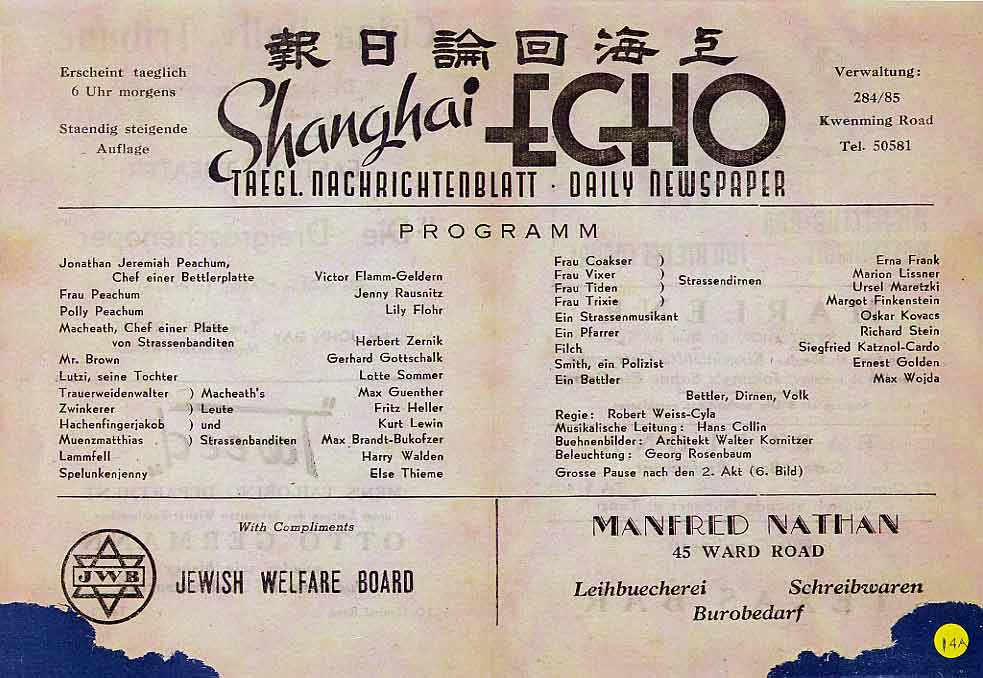 報日論回海上
Erscheint taeglich
6 Uhr morgens
Staendig steigende
Auflage
Shanghai ECHO
TAEGL. NACHRICHTENBLATT · DAILY NEWSPAPER
Verwaltung:
284/85
Kwenming Road
Tel. 50581
PROGRAMM
Jonathan Jeremiah Peachum,
Chef einer Bettlerplatte Victor Flamm-Geldern
Frau Peachum Jenny Rausnitz
Polly Peachum Lily Flohr
Macheath, Chef einer Platte
von Strassenbanditen Herbert Zernik
Mr. Brown Gerhard Gottschalk
Lutzi, seine Tochter Lotte Sommer
Trauerweidenwalter ) Macheath's Max Guenther
Zwinkerer ) Leute Fritz Heller
Hachenfingerjakob ) und Kurt Lewin
Muenzmatthias ) Strassenbanditen Max Brandt-Bukofzer
Lammfell Harry Walden
Spelunkenjenny Else Thieme
Frau Coakser ) Erna Frank
Frau Vixer ) Strassendirnen Marion Lissner
Frau Tiden ) Ursel Maretzki
Frau Trixie ) Margot Finkenstein
Ein Strassenmusikant Oskar Kovacs
Ein Pfarrer Richard Stein
Filch Siegfried Katznol-Cardo
Smith, ein Polizist Ernest Golden
Ein Bettler Max Wojda
Bettler, Dirnen, Volk
Regie: Robert Weiss-Cyla
Musikalische Leitung: Hans Collin
Buehnenbilder: Architekt Walter Kornitzer
Beleuchtung: Georg Rosenbaum
Grosse Pause nach den 2. Akt (6. Bild)
With Compliments
JWB
JEWISH WELFARE BOARD
MANFRED NATHAN
45 WARD ROAD
Leihbuecherei Schreibwaren
Burobedarf
14A